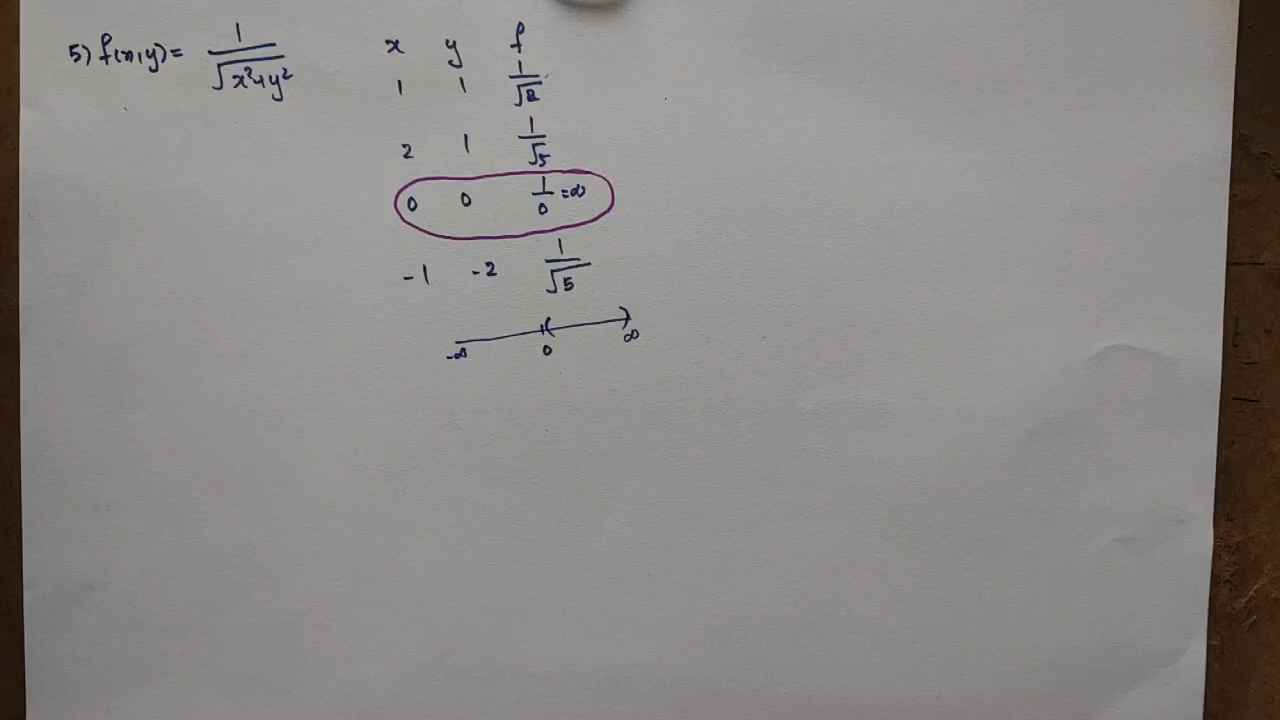 5) f(x,y) = 1/√(x²+y²) x y f
1 1 1/√2
2 1 1/√5
0 0 1/0 = ∞
-1 -2 1/√5
-∞ 0 ∞